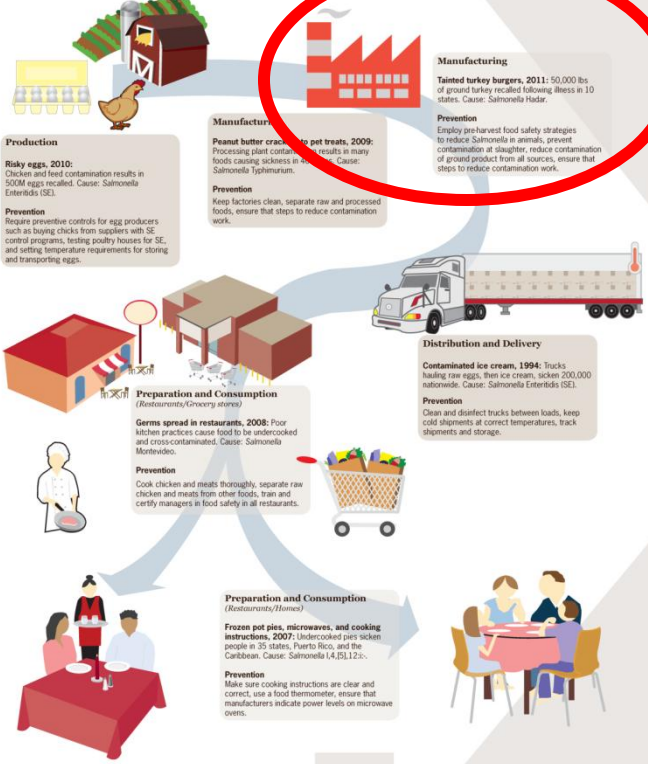 Manufacturing
Tainted turkey burgers, 2011: 50,000 lbs
of ground turkey recalled following illness in 10
states. Cause: Salmonella Hadar.
Prevention
Employ pre-harvest food safety strategies
to reduce Salmonella in animals, prevent
contamination at slaughter, reduce contamination
of ground product from all sources, ensure that
steps to reduce contamination work.
Production
Risky eggs, 2010:
Chicken and feed contamination results in
500M eggs recalled. Cause: Salmonella
Enteritidis (SE).
Prevention
Require preventive controls for egg producers
such as buying chicks from suppliers with SE
control programs, testing poultry houses for SE,
and setting temperature requirements for storing
and transporting eggs.
Peanut butter to pet treats, 2009:
Processing plant results in many
foods causing sickness in Cause:
Salmonella Typhimurium.
Prevention
Keep factories clean, separate raw and processed
foods, ensure that steps to reduce contamination
work.
Distribution and Delivery
Contaminated ice cream, 1994: Trucks
hauling raw eggs, then ice cream, sicken 200,000
nationwide. Cause: Salmonella Enteritidis (SE).
Prevention
Clean and disinfect trucks between loads, keep
cold shipments at correct temperatures, track
shipments and storage.
Preparation and Consumption
(Restaurants/Grocery stores)
Germs spread in restaurants, 2008: Poor
kitchen practices cause food to be undercooked
and cross-contaminated. Cause: Salmonella
Montevideo.
Prevention
Cook chicken and meats thoroughly, separate raw
chicken and meats from other foods, train and
certify managers in food safety in all restaurants.
Preparation and Consumption
(Restaurants/Homes)
Frozen pot pies, microwaves, and cooking
instructions, 2007: Undercooked pies sicken
people in 35 states, Puerto Rico, and the
Caribbean. Cause: Salmonella I,4,[5],12:i:-.
Prevention
Make sure cooking instructions are clear and
correct, use a food thermometer, ensure that
manufacturers indicate power levels on microwave
ovens.